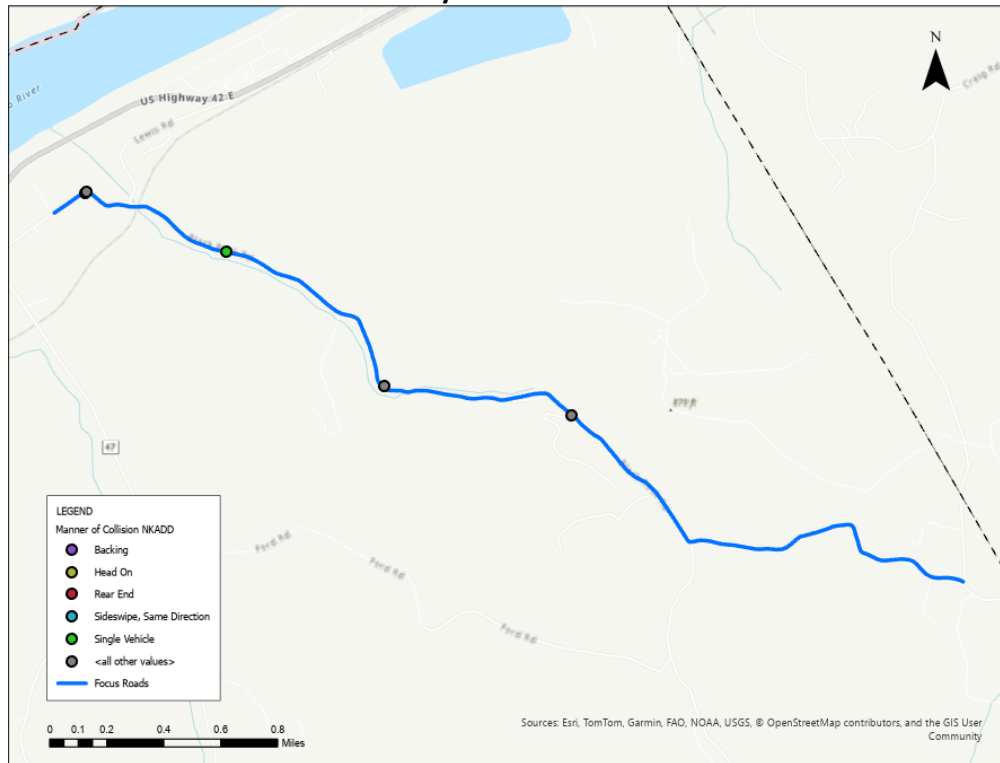 N
Craig Rd
US Highway 42 E
River
Lewis Rd
879 ft
47
Ford Rd
Ford Rd
Ford Rd
LEGEND
Manner of Collision NKADD
Backing
Head On
Rear End
Sideswipe, Same Direction
Single Vehicle
<all other values>
Focus Roads
0 0.1 0.2 0.4 0.6 0.8
Miles
Sources: Esri, TomTom, Garmin, FAO, NOAA, USGS, © OpenStreetMap contributors, and the GIS User
Community